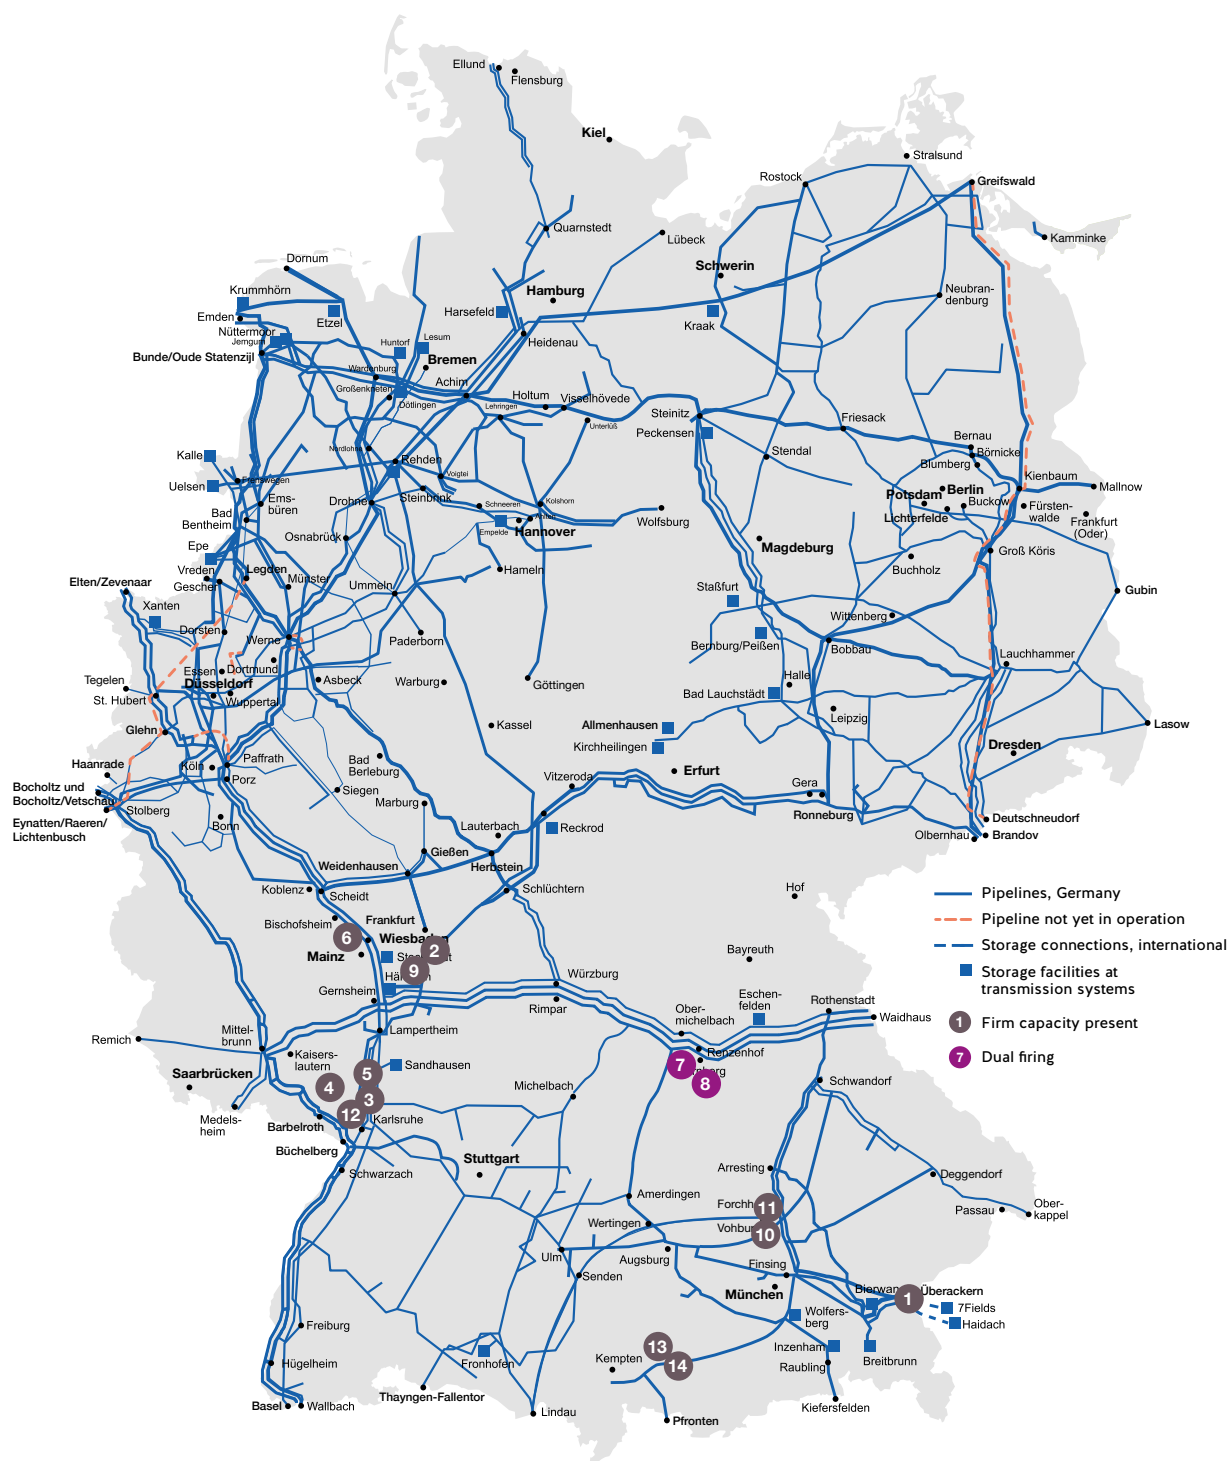 Ellund
Flensburg
Kiel
Stralsund
Rostock
Greifswald
Quarnstedt
Lübeck
Kamminke
Dornum
Schwerin
Krummhörn
Hamburg
Neubran-
denburg
Emden
Etzel
Harsefeld
Kraak
Nüttermoor
Jemgum
Huntorf
Lesum
Heidenau
Bunde/Oude Statenzijl
Bremen
Wardenburg
Achim
Großenkneten
Dötlingen
Holtum
Visselhövede
Lehringen
Unterlüß
Steinitz
Peckensen
Friesack
Bernau
Börnicke
Blumberg
Nordlohne
Kalle
Rehden
Stendal
Voigtei
Kienbaum
Mallnow
Uelsen
Frenswegen
Steinbrink
Drohne
Ems-
büren
Schneeren
Kolshorn
Potsdam
Berlin
Buckow
Lichterfelde
Fürsten-
walde
Frankfurt
(Oder)
Bad
Bentheim
Ahlten
Empelde
Hannover
Wolfsburg
Osnabrück
Magdeburg
Epe
Groß Köris
Buchholz
Vreden
Legden
Gescher
Münster
Hameln
Elten/Zevenaar
Ummeln
Staßfurt
Gubin
Xanten
Wittenberg
Dorsten
Werne
Paderborn
Bernburg/Peißen
Bobbau
Lauchhammer
Essen
Dortmund
Tegelen
Düsseldorf
Asbeck
Warburg
Göttingen
Halle
Bad Lauchstädt
St. Hubert
Wuppertal
Leipzig
Lasow
Glehn
Kassel
Allmenhausen
Kirchheilingen
Dresden
Haanrade
Köln
Paffrath
Porz
Bad
Berleburg
Siegen
Vitzeroda
Erfurt
Gera
Bocholtz und
Bocholtz/Vetschau
Stolberg
Marburg
Ronneburg
Eynatten/Raeren/
Lichtenbusch
Bonn
Lauterbach
Reckrod
Deutschneudorf
Olbernhau
Brandov
Gießen
Weidenhausen
Herbstein
Koblenz
Scheidt
Schlüchtern
Hof
Pipelines, Germany
Bischofsheim
Frankfurt
Pipeline not yet in operation
6
Wiesbaden
2
Storage connections, international
Mainz
9
Bayreuth
Storage facilities at
transmission systems
Gernsheim
Würzburg
Rimpar
Eschen-
felden
Ober-
michelbach
Rothenstadt
Waidhaus
1 Firm capacity present
Lampertheim
Remich
Mittel-
brunn
Kaisers-
lautern
Sandhausen
Renzenhof
7 Dual firing
5
7
8
Saarbrücken
4
3
12
Michelbach
Schwandorf
Medels-
heim
Barbelroth
Karlsruhe
Büchelberg
Stuttgart
Schwarzach
Arresting
Deggendorf
Amerdingen
11
Passau
Ober-
kappel
Wertingen
10
Ulm
Augsburg
Finsing
Senden
München
1
Überackern
7Fields
Haidach
Wolfers-
berg
Freiburg
Inzenham
Breitbrunn
13
14
Kempten
Raubling
Hügelheim
Fronhofen
Thayngen-Fallentor
Kiefersfelden
Basel
Wallbach
Lindau
Pfronten